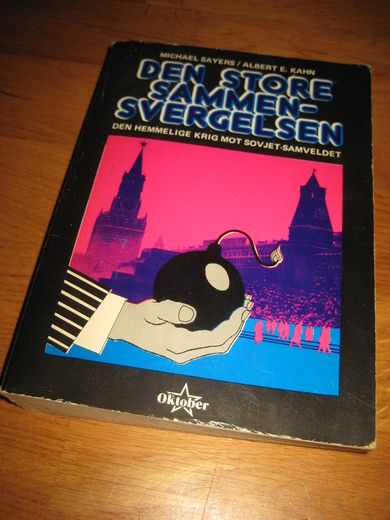 MICHAEL SAYERS / ALBERT E. KAHN
DEN STORE
SAMMEN-
SVERGELSEN
DEN HEMMELIGE KRIG MOT SOVJET-SAMVELDET
Oktober